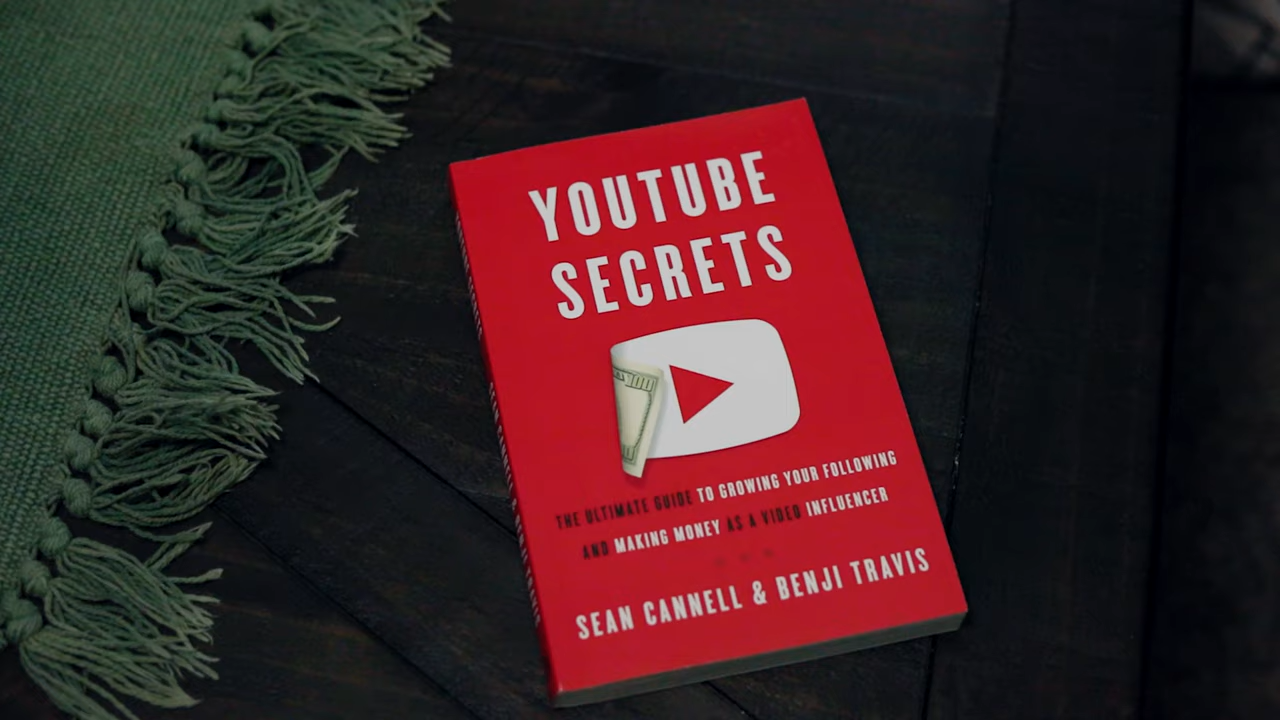 YOUTUBE
SECRETS
100
THE ULTIMATE GUIDE TO GROWING YOUR FOLLOWING
AND MAKING MONEY AS A VIDEO INFLUENCER
SEAN CANNELL & BENJI TRAVIS